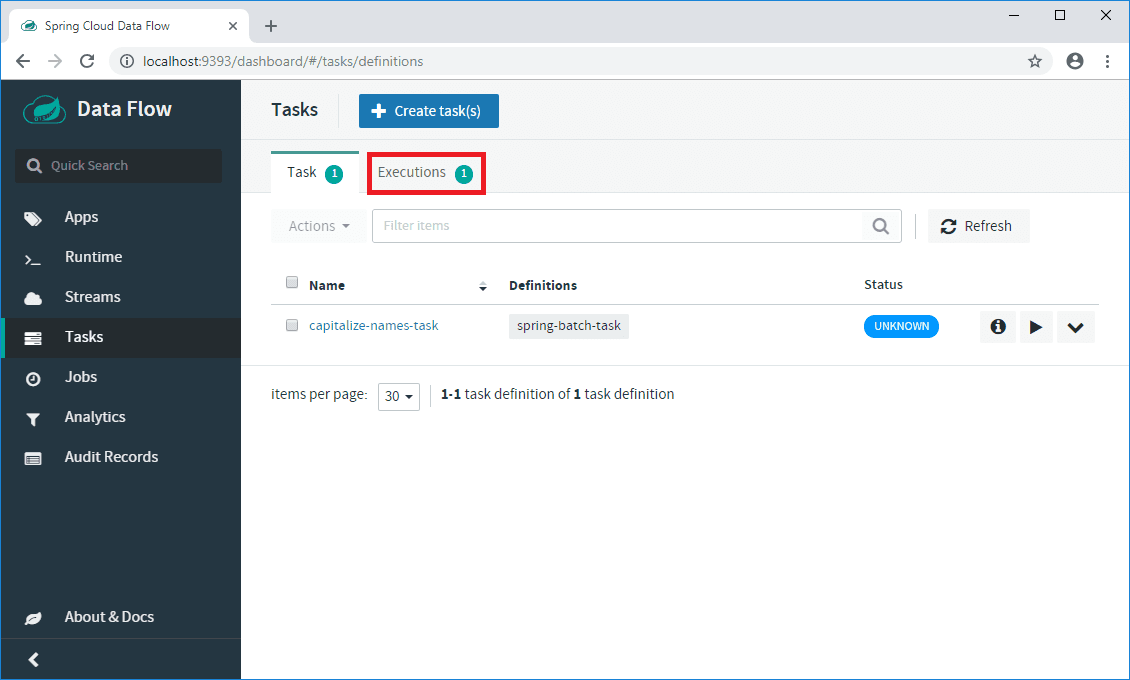 Spring Cloud Data Flow
localhost:9393/dashboard/#/tasks/definitions
Data Flow
Quick Search
Apps
Runtime
Streams
Tasks
Jobs
Analytics
Audit Records
About & Docs
Tasks
Create task(s)
Task 1
Executions 1
Actions
Filter items
Refresh
Name Definitions Status
capitalize-names-task spring-batch-task UNKNOWN
items per page: 30 1-1 task definition of 1 task definition